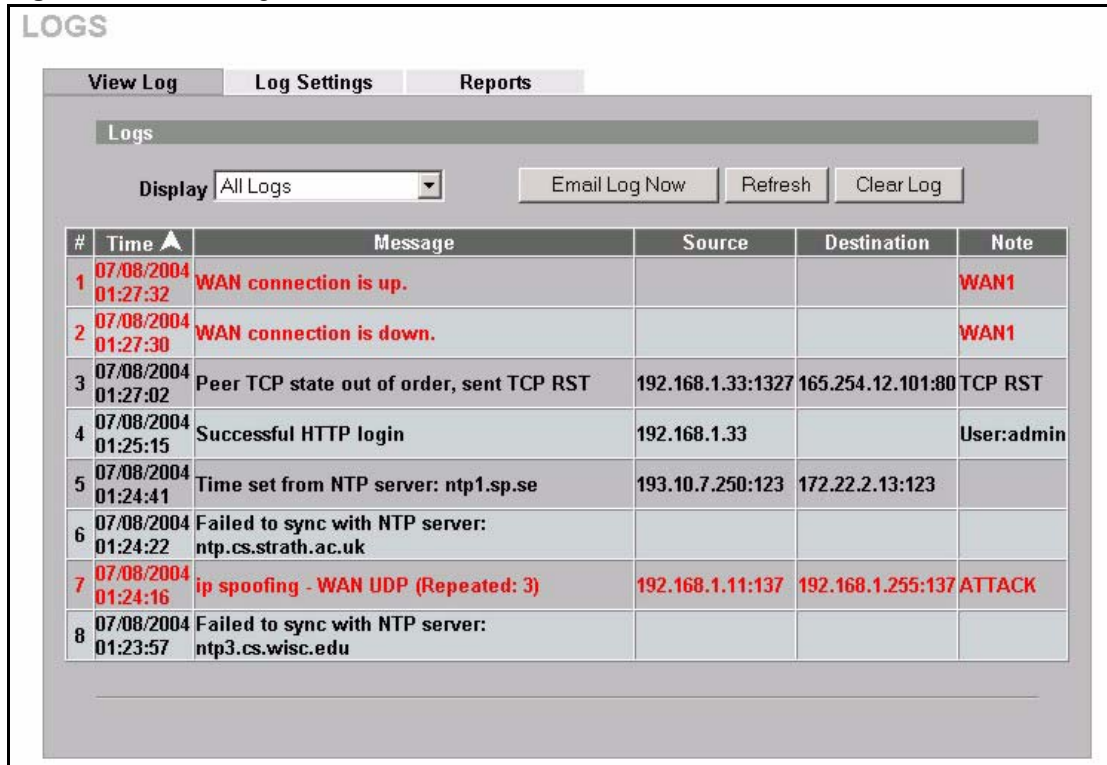 LOGS
View Log Log Settings Reports
Logs
Display All Logs Email Log Now Refresh Clear Log
# Time Message Source Destination Note
1 07/08/2004 01:27:32 WAN connection is up. WAN1
2 07/08/2004 01:27:30 WAN connection is down. WAN1
3 07/08/2004 01:27:02 Peer TCP state out of order, sent TCP RST 192.168.1.33:1327 165.254.12.101:80 TCP RST
4 07/08/2004 01:25:15 Successful HTTP login 192.168.1.33 User:admin
5 07/08/2004 01:24:41 Time set from NTP server: ntp1.sp.se 193.10.7.250:123 172.22.2.13:123
6 07/08/2004 01:24:22 Failed to sync with NTP server: ntp.cs.strath.ac.uk
7 07/08/2004 01:24:16 ip spoofing - WAN UDP (Repeated: 3) 192.168.1.11:137 192.168.1.255:137 ATTACK
8 07/08/2004 01:23:57 Failed to sync with NTP server: ntp3.cs.wisc.edu